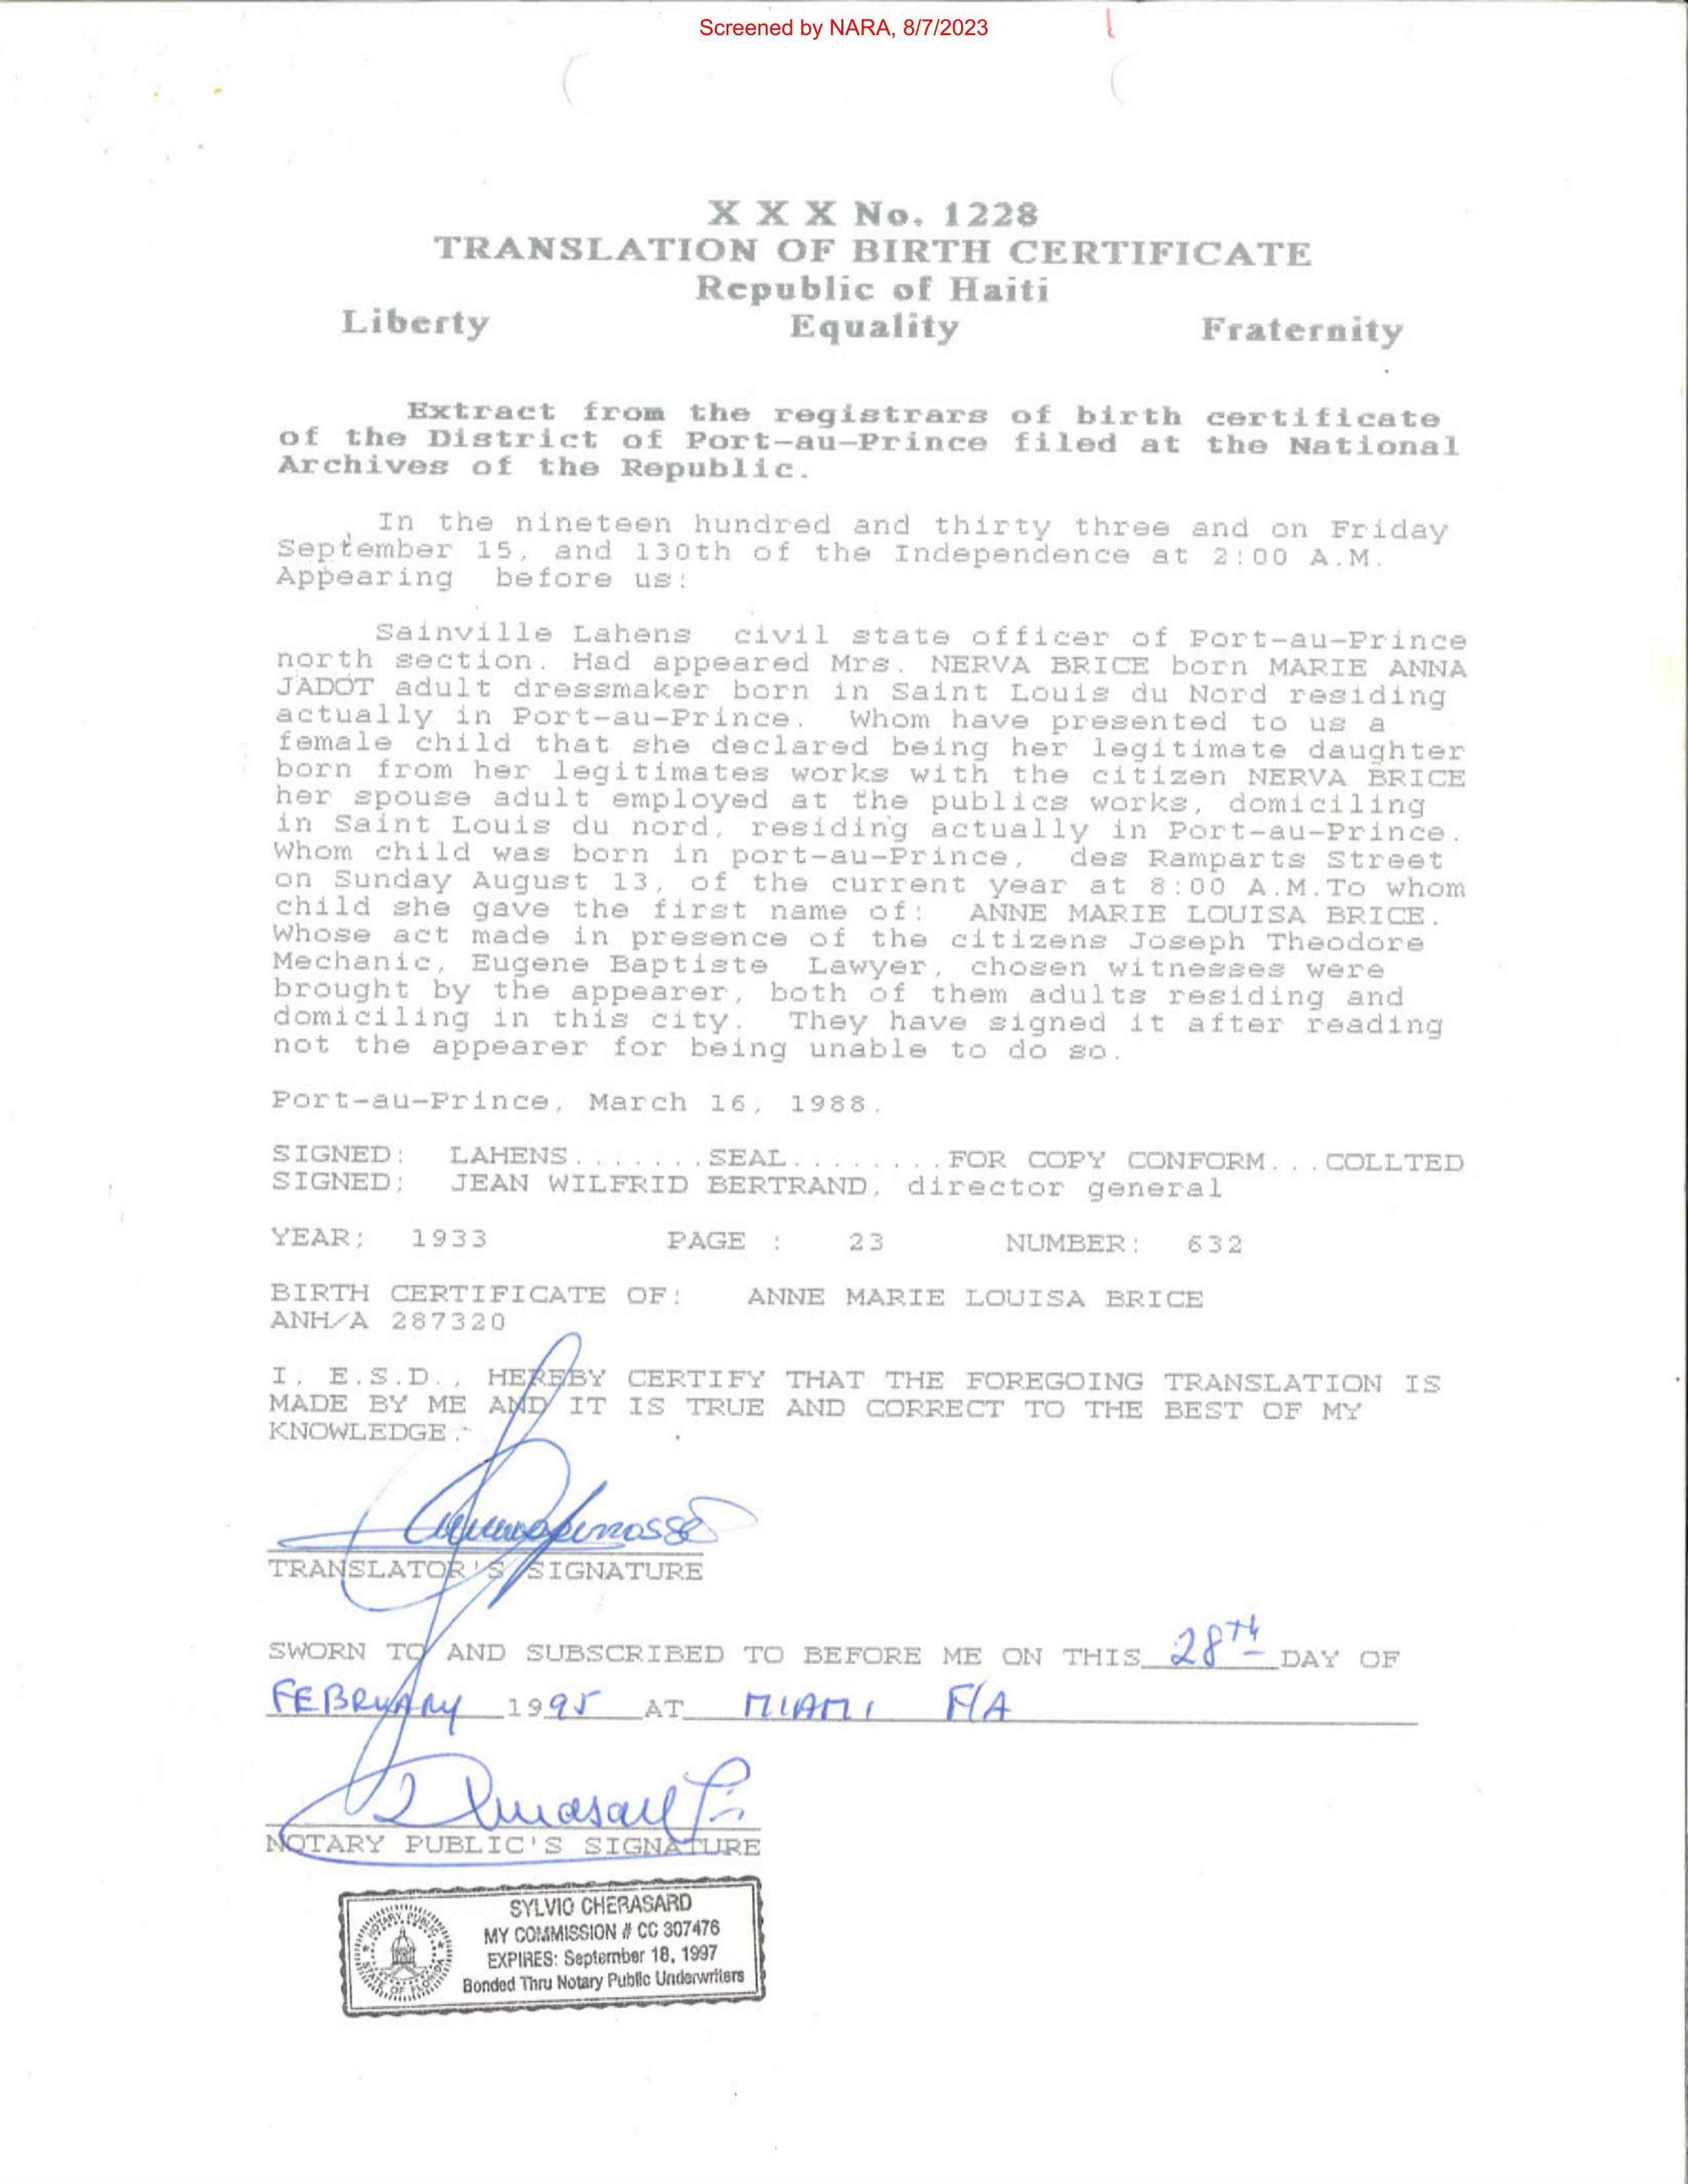 Screened by NARA, 8/7/2023
X X X No. 1228
TRANSLATION OF BIRTH CERTIFICATE
Republic of Haiti
Liberty Equality Fraternity
Extract from the registrars of birth certificate
of the District of Port-au-Prince filed at the National
Archives of the Republic.
In the nineteen hundred and thirty three and on Friday
September 15, and 130th of the Independence at 2:00 A.M.
Appearing before us:
Sainville Lahens civil state officer of Port-au-Prince
north section. Had appeared Mrs. NERVA BRICE born MARIE ANNA
JADOT adult dressmaker born in Saint Louis du Nord residing
actually in Port-au-Prince. Whom have presented to us a
female child that she declared being her legitimate daughter
born from her legitimates works with the citizen NERVA BRICE
her spouse adult employed at the publics works, domiciling
in Saint Louis du nord, residing actually in Port-au-Prince.
Whom child was born in port-au-Prince, des Ramparts Street
on Sunday August 13, of the current year at 8:00 A.M.To whom
child she gave the first name of: ANNE MARIE LOUISA BRICE.
Whose act made in presence of the citizens Joseph Theodore
Mechanic, Eugene Baptiste Lawyer, chosen witnesses were
brought by the appearer, both of them adults residing and
domiciling in this city. They have signed it after reading
not the appearer for being unable to do so.
Port-au-Prince, March 16, 1988.
SIGNED: LAHENS.......SEAL........FOR COPY CONFORM...COLLTED
SIGNED; JEAN WILFRID BERTRAND, director general
YEAR; 1933 PAGE : 23 NUMBER: 632
BIRTH CERTIFICATE OF: ANNE MARIE LOUISA BRICE
ANH/A 287320
I, E.S.D., HEREBY CERTIFY THAT THE FOREGOING TRANSLATION IS
MADE BY ME AND IT IS TRUE AND CORRECT TO THE BEST OF MY
KNOWLEDGE.
TRANSLATOR'S SIGNATURE
SWORN TO AND SUBSCRIBED TO BEFORE ME ON THIS 28TH DAY OF
FEBRUARY 1995 AT MIAMI F/A
NOTARY PUBLIC'S SIGNATURE
SYLVIO CHERASARD
MY COMMISSION # CC 307476
EXPIRES: September 18, 1997
Bonded Thru Notary Public Underwriters
NOTARY PUBLIC
STATE OF FLORIDA